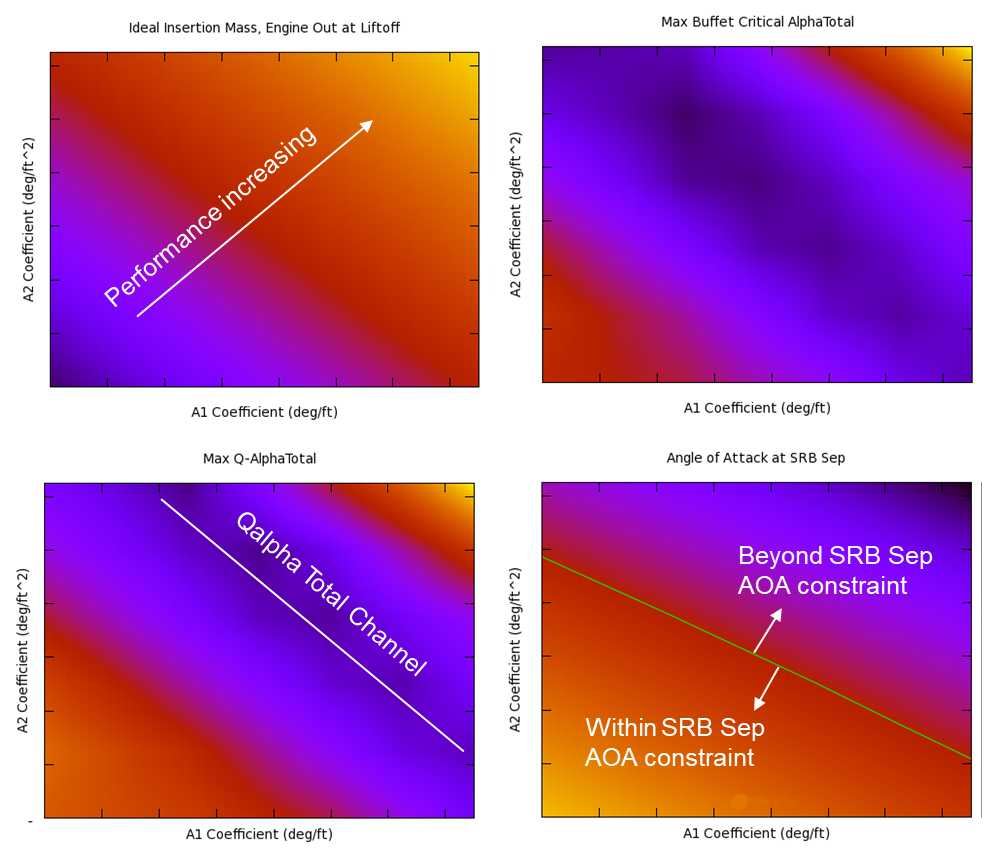 Ideal Insertion Mass, Engine Out at Liftoff
A2 Coefficient (deg/ft^2)
Performance increasing
A1 Coefficient (deg/ft)
Max Buffet Critical AlphaTotal
A2 Coefficient (deg/ft^2)
A1 Coefficient (deg/ft)
Max Q-AlphaTotal
A2 Coefficient (deg/ft^2)
Qalpha Total Channel
A1 Coefficient (deg/ft)
Angle of Attack at SRB Sep
A2 Coefficient (deg/ft^2)
Beyond SRB Sep
AOA constraint
Within SRB Sep
AOA constraint
A1 Coefficient (deg/ft)